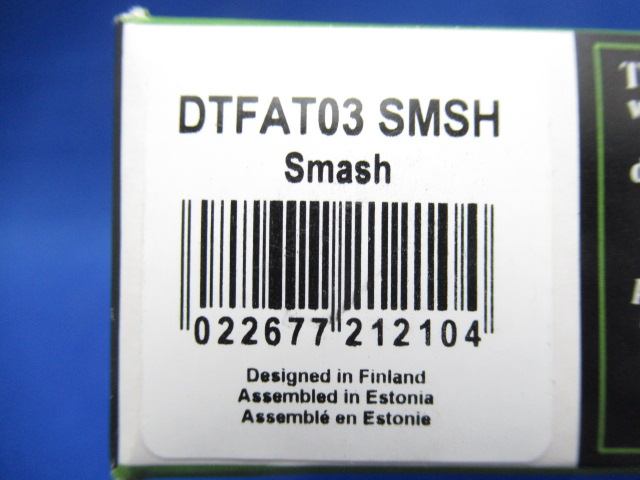 DTFAT03 SMSH
Smash
022677 212104
Designed in Finland
Assembled in Estonia
Assemblé en Estonie